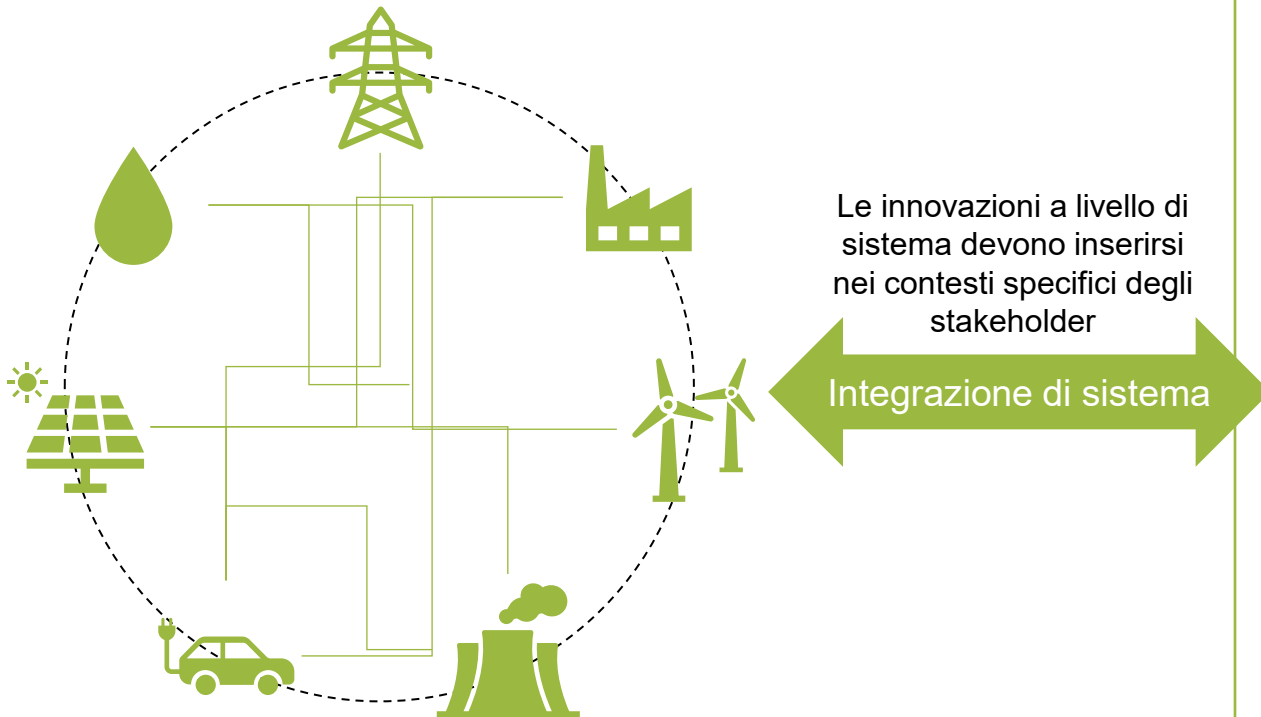 Le innovazioni a livello di
sistema devono inserirsi
nei contesti specifici degli
stakeholder
Integrazione di sistema